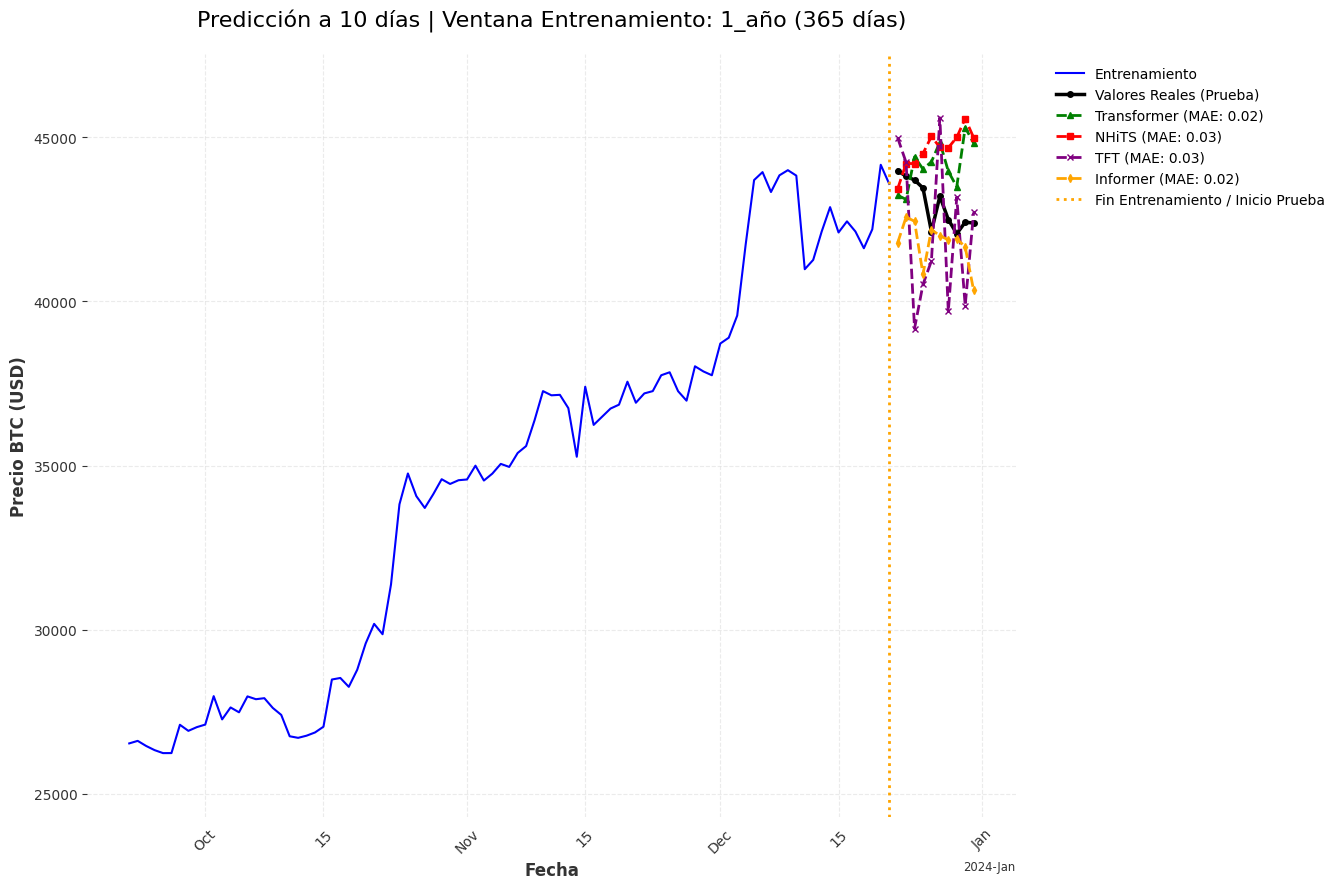 Predicción a 10 días | Ventana Entrenamiento: 1_año (365 días)
Entrenamiento
Valores Reales (Prueba)
Transformer (MAE: 0.02)
NHiTS (MAE: 0.03)
TFT (MAE: 0.03)
Informer (MAE: 0.02)
Fin Entrenamiento / Inicio Prueba
Precio BTC (USD)
45000
40000
35000
30000
25000
Oct
15
Nov
15
Dec
15
Jan
2024-Jan
Fecha